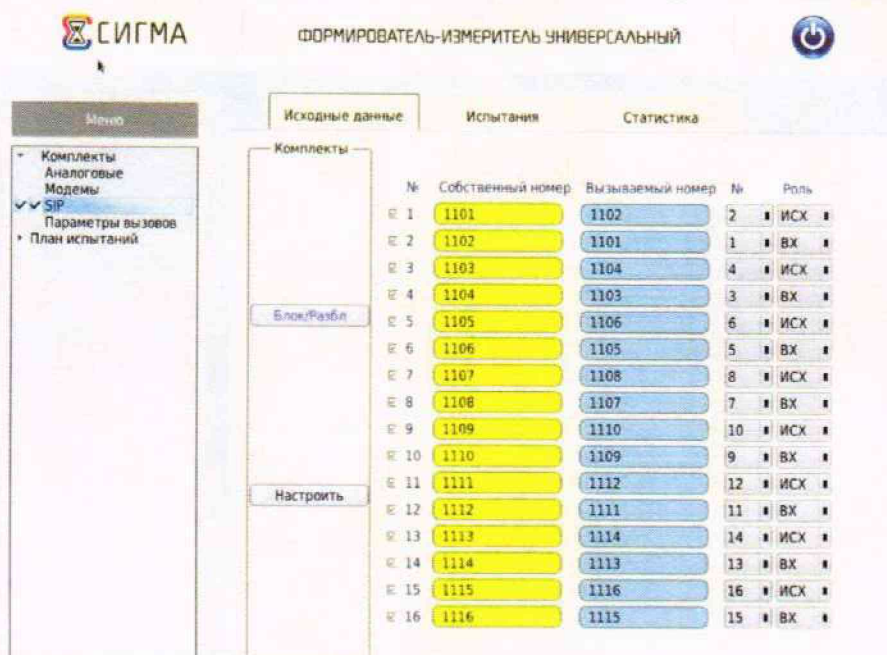 СИГМА
ФОРМИРОВАТЕЛЬ-ИЗМЕРИТЕЛЬ УНИВЕРСАЛЬНЫЙ
Меню
Исходные данные Испытания Статистика
Комплекты
Аналоговые
Модемы
SIP
Параметры вызовов
План испытаний
Комплекты
Блок/Разбл
Настроить
№ Собственный номер Вызываемый номер № Роль
1 1101 1102 2 ИСХ
2 1102 1101 1 ВХ
3 1103 1104 4 ИСХ
4 1104 1103 3 ВХ
5 1105 1106 6 ИСХ
6 1106 1105 5 ВХ
7 1107 1108 8 ИСХ
8 1108 1107 7 ВХ
9 1109 1110 10 ИСХ
10 1110 1109 9 ВХ
11 1111 1112 12 ИСХ
12 1112 1111 11 ВХ
13 1113 1114 14 ИСХ
14 1114 1113 13 ВХ
15 1115 1116 16 ИСХ
16 1116 1115 15 ВХ